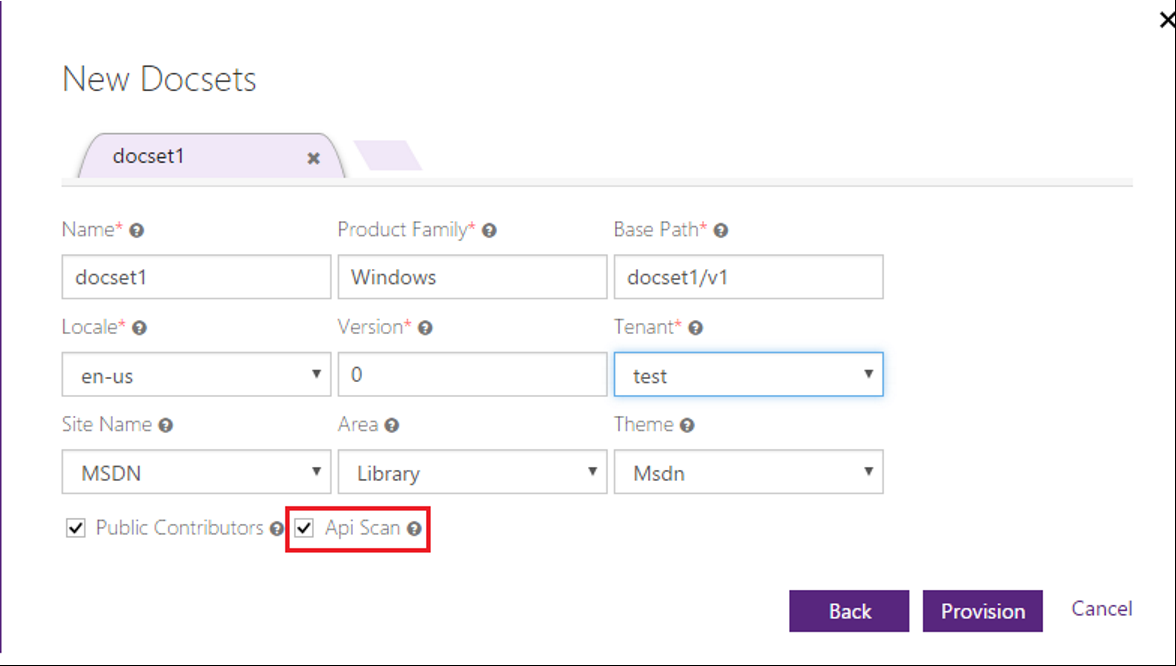 New Docsets
docset1
Name* Product Family* Base Path*
docset1 Windows docset1/v1
Locale* Version* Tenant*
en-us 0 test
Site Name Area Theme
MSDN Library Msdn
Public Contributors Api Scan
Back Provision Cancel